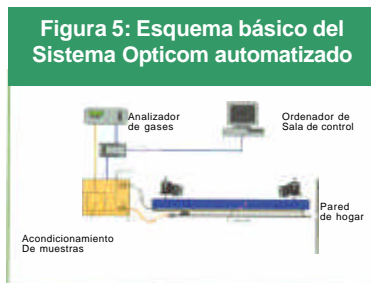 Figura 5: Esquema básico del
Sistema Opticom automatizado
Analizador
de gases
Ordenador de
Sala de control
Pared
de hogar
Acondicionamiento
De muestras